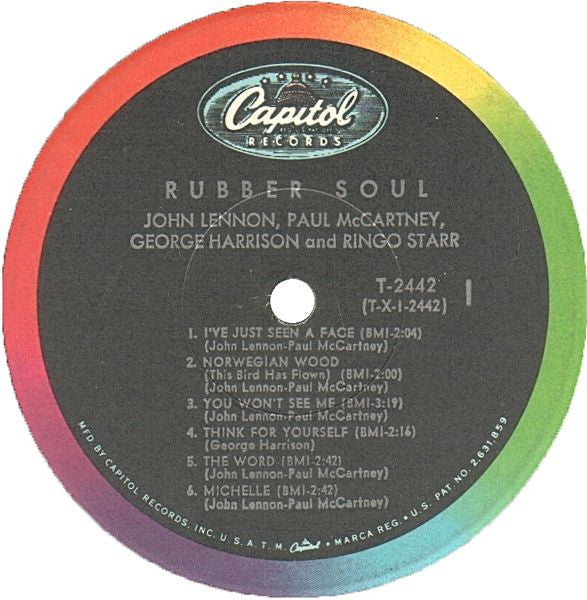 Capitol
RECORDS
RUBBER SOUL
JOHN LENNON, PAUL McCARTNEY,
GEORGE HARRISON and RINGO STARR
T-2442
(T-X-1-2442)
1
1. I'VE JUST SEEN A FACE (BMI-2:04)
(John Lennon-Paul McCartney)
2. NORWEGIAN WOOD
(This Bird Has Flown) (BMI-2:00)
(John Lennon-Paul McCartney)
3. YOU WON'T SEE ME (BMI-3:19)
(John Lennon-Paul McCartney)
4. THINK FOR YOURSELF (BMI-2:16)
(George Harrison)
5. THE WORD (BMI-2:42)
(John Lennon-Paul McCartney)
6. MICHELLE (BMI-2:42)
(John Lennon-Paul McCartney)
MFD BY CAPITOL RECORDS, INC. U.S.A. T.M. Capitol • MARCA REG. • U.S. PAT. NO. 2,631,859